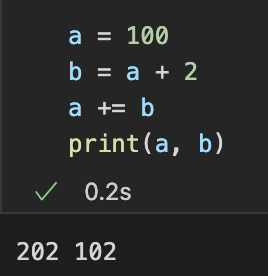 a = 100
b = a + 2
a += b
print(a, b)
✓ 0.2s
202 102